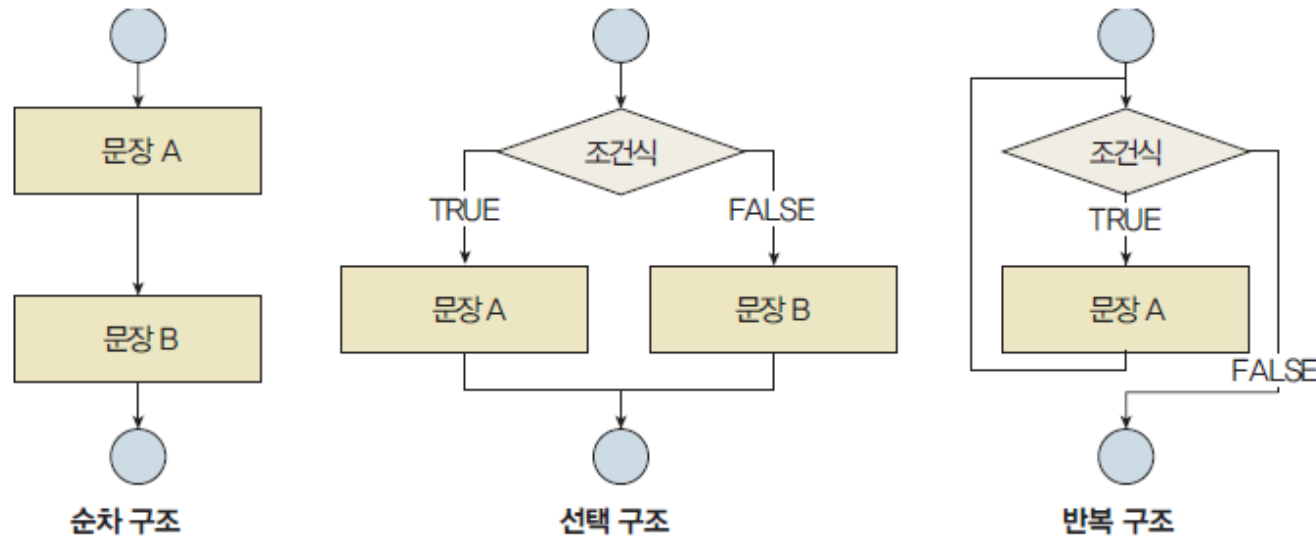 문장 A
문장 B
순차 구조
조건식
TRUE
FALSE
문장 A
문장 B
선택 구조
조건식
TRUE
문장 A
FALSE
반복 구조